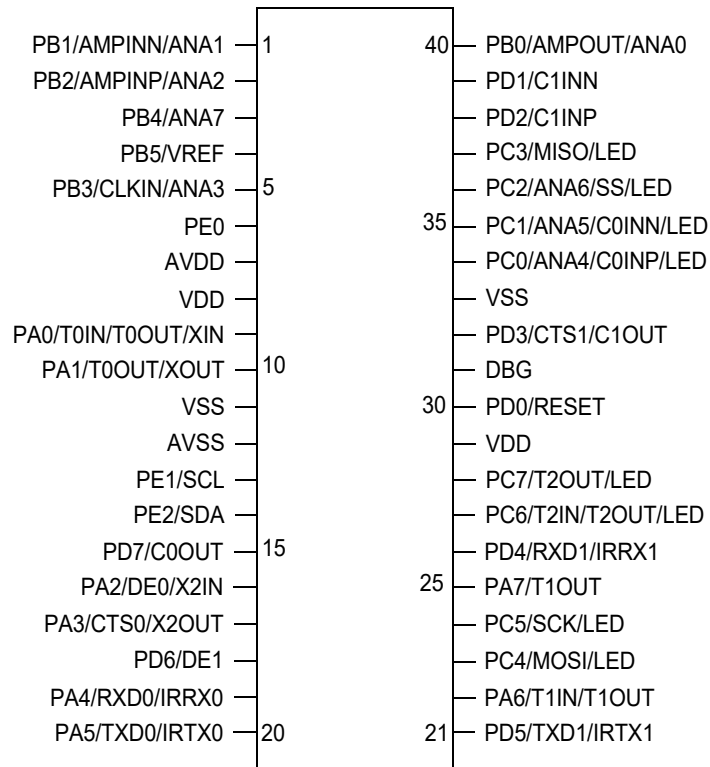 PB1/AMPINN/ANA1 1 40 PB0/AMPOUT/ANA0
PB2/AMPINP/ANA2 PD1/C1INN
PB4/ANA7 PD2/C1INP
PB5/VREF PC3/MISO/LED
PB3/CLKIN/ANA3 5 PC2/ANA6/SS/LED
PE0 35 PC1/ANA5/C0INN/LED
AVDD PC0/ANA4/C0INP/LED
VDD VSS
PA0/T0IN/T0OUT/XIN PD3/CTS1/C1OUT
PA1/T0OUT/XOUT 10 DBG
VSS 30 PD0/RESET
AVSS VDD
PE1/SCL PC7/T2OUT/LED
PE2/SDA PC6/T2IN/T2OUT/LED
PD7/C0OUT 15 PD4/RXD1/IRRX1
PA2/DE0/X2IN 25 PA7/T1OUT
PA3/CTS0/X2OUT PC5/SCK/LED
PD6/DE1 PC4/MOSI/LED
PA4/RXD0/IRRX0 PA6/T1IN/T1OUT
PA5/TXD0/IRTX0 20 21 PD5/TXD1/IRTX1